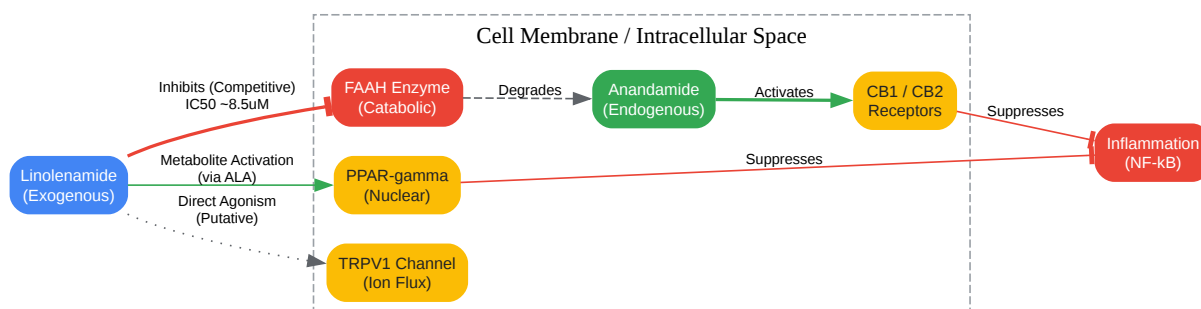 Cell Membrane / Intracellular Space
Inhibits (Competitive)
IC50 ~8.5uM
FAAH Enzyme
(Catabolic)
Degrades
Anandamide
(Endogenous)
Activates
CB1 / CB2
Receptors
Suppresses
Inflammation
(NF-kB)
Linolenamide
(Exogenous)
Metabolite Activation
(via ALA)
PPAR-gamma
(Nuclear)
Suppresses
Direct Agonism
(Putative)
TRPV1 Channel
(Ion Flux)